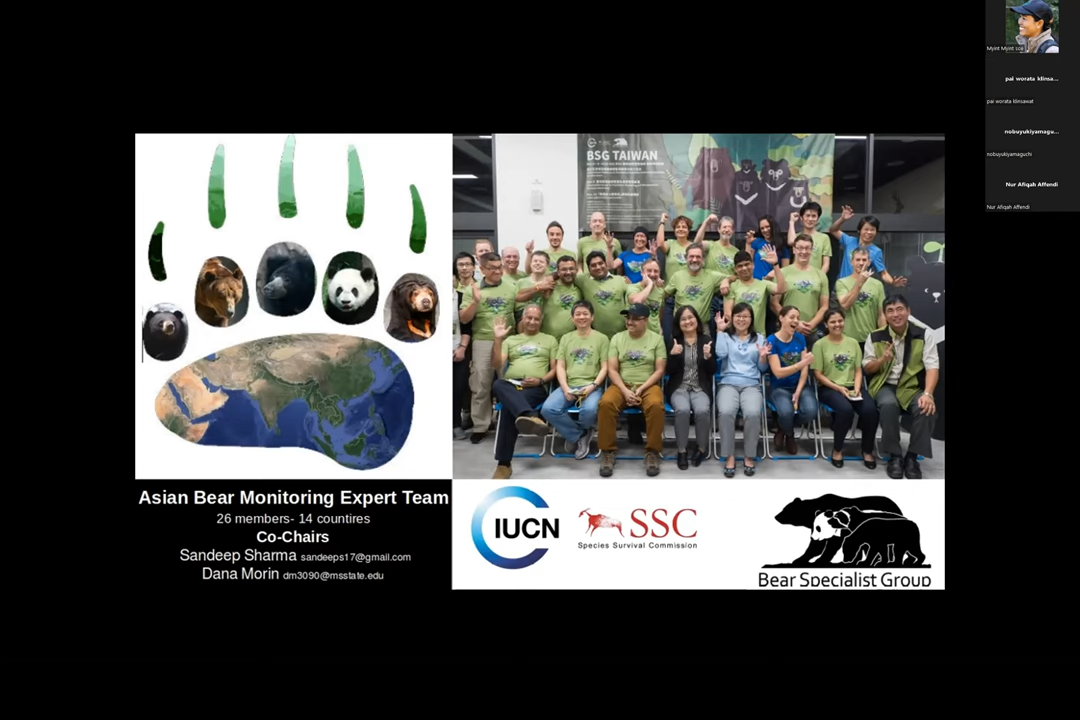 BSG TAIWAN
Asian Bear Monitoring Expert Team
26 members- 14 countires
Co-Chairs
Sandeep Sharma sandeeps17@gmail.com
Dana Morin dm3090@msstate.edu
IUCN
SSC
Species Survival Commission
Bear Specialist Group
Myint Myint soe
pai worata klinsa...
pai worata klinsawat
nobuyukiyamagu...
nobuyukiyamaguchi
Nur Afiqah Affendi
Nur Afiqah Affendi